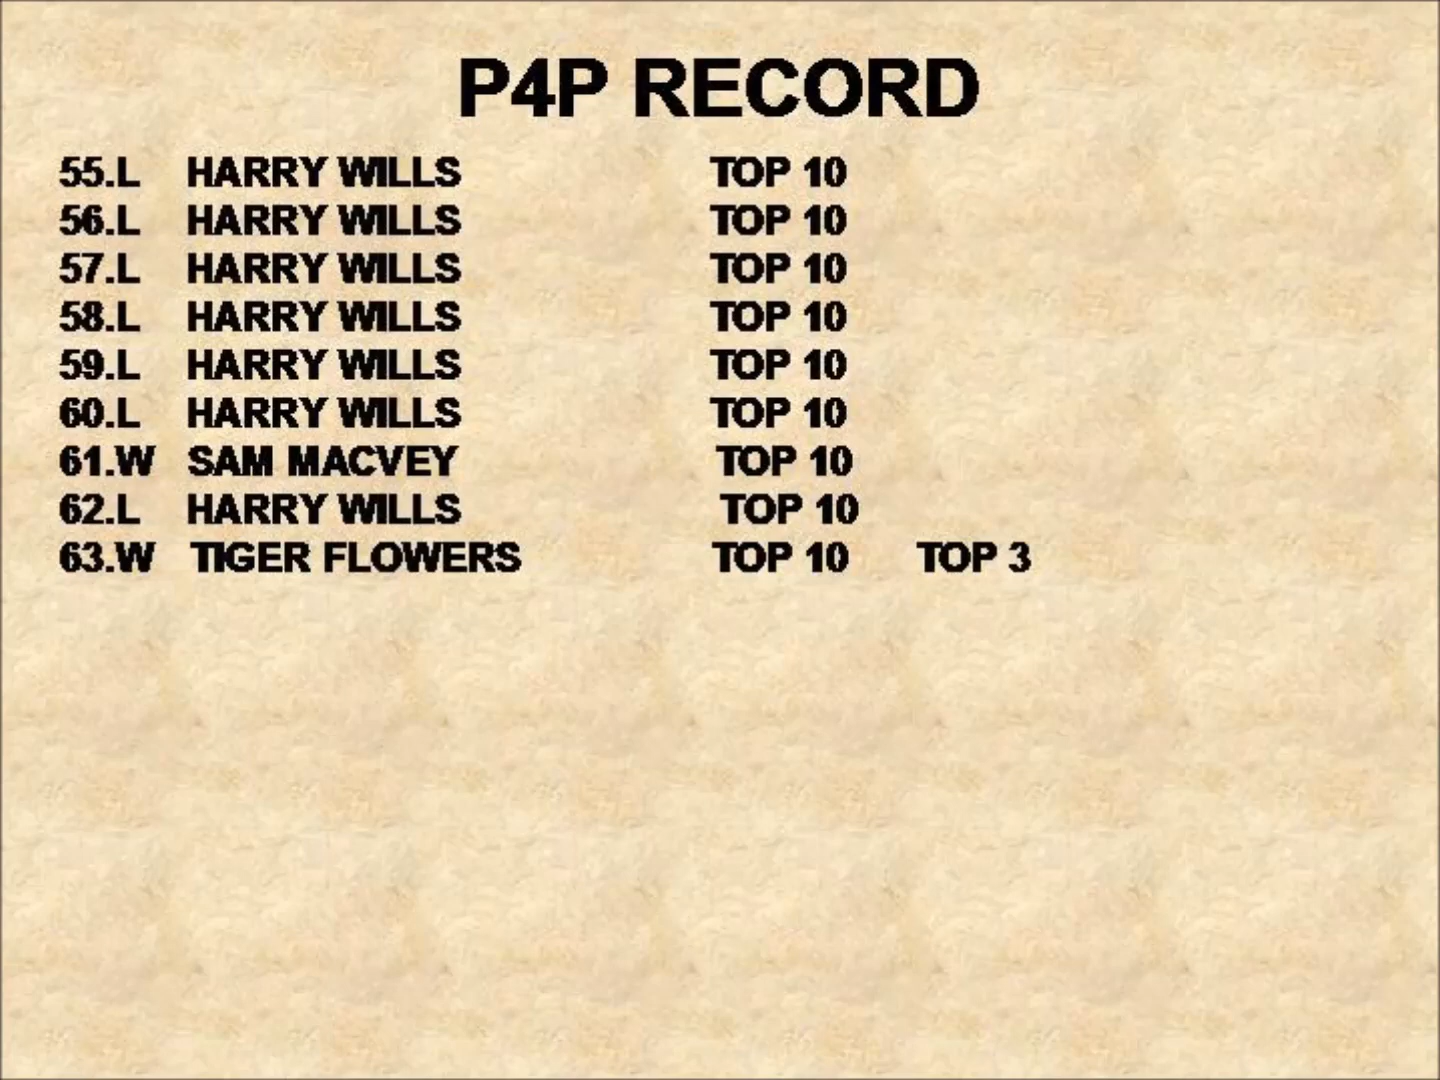 P4P RECORD
55.L HARRY WILLS TOP 10
56.L HARRY WILLS TOP 10
57.L HARRY WILLS TOP 10
58.L HARRY WILLS TOP 10
59.L HARRY WILLS TOP 10
60.L HARRY WILLS TOP 10
61.W SAM MACVEY TOP 10
62.L HARRY WILLS TOP 10
63.W TIGER FLOWERS TOP 10 TOP 3